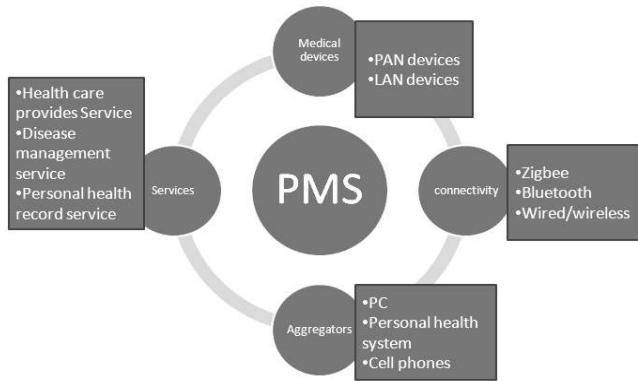 Medical
devices
•PAN devices
•LAN devices
•Health care
provides Service
•Disease
management
service
•Personal health
record service
Services
PMS
connectivity
•Zigbee
•Bluetooth
•Wired/wireless
Aggregators
•PC
•Personal health
system
•Cell phones